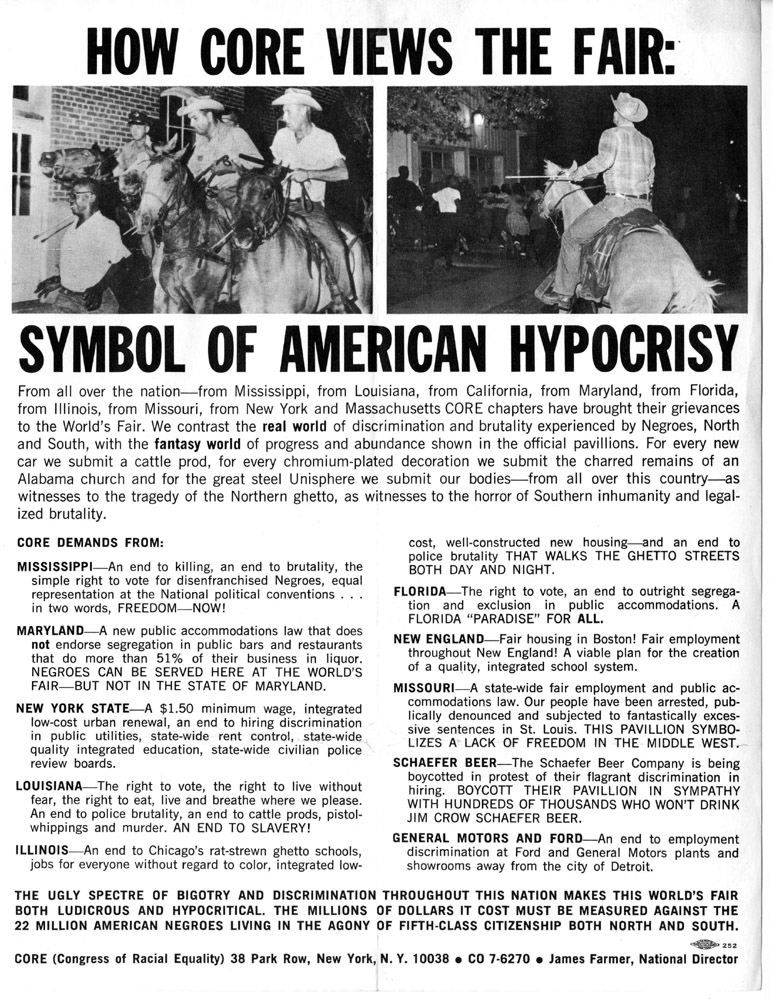 HOW CORE VIEWS THE FAIR:
SYMBOL OF AMERICAN HYPOCRISY
From all over the nation—from Mississippi, from Louisiana, from California, from Maryland, from Florida,
from Illinois, from Missouri, from New York and Massachusetts CORE chapters have brought their grievances
to the World's Fair. We contrast the real world of discrimination and brutality experienced by Negroes, North
and South, with the fantasy world of progress and abundance shown in the official pavillions. For every new
car we submit a cattle prod, for every chromium-plated decoration we submit the charred remains of an
Alabama church and for the great steel Unisphere we submit our bodies—from all over this country—as
witnesses to the tragedy of the Northern ghetto, as witnesses to the horror of Southern inhumanity and legal-
ized brutality.
CORE DEMANDS FROM:
MISSISSIPPI—An end to killing, an end to brutality, the
simple right to vote for disenfranchised Negroes, equal
representation at the National political conventions . . .
in two words, FREEDOM—NOW!
MARYLAND—A new public accommodations law that does
not endorse segregation in public bars and restaurants
that do more than 51% of their business in liquor.
NEGROES CAN BE SERVED HERE AT THE WORLD'S
FAIR—BUT NOT IN THE STATE OF MARYLAND.
NEW YORK STATE—A $1.50 minimum wage, integrated
low-cost urban renewal, an end to hiring discrimination
in public utilities, state-wide rent control, state-wide
quality integrated education, state-wide civilian police
review boards.
LOUISIANA—The right to vote, the right to live without
fear, the right to eat, live and breathe where we please.
An end to police brutality, an end to cattle prods, pistol-
whippings and murder. AN END TO SLAVERY!
ILLINOIS—An end to Chicago's rat-strewn ghetto schools,
jobs for everyone without regard to color, integrated low-
cost, well-constructed new housing—and an end to
police brutality THAT WALKS THE GHETTO STREETS
BOTH DAY AND NIGHT.
FLORIDA—The right to vote, an end to outright segrega-
tion and exclusion in public accommodations. A
FLORIDA "PARADISE" FOR ALL.
NEW ENGLAND—Fair housing in Boston! Fair employment
throughout New England! A viable plan for the creation
of a quality, integrated school system.
MISSOURI—A state-wide fair employment and public ac-
commodations law. Our people have been arrested, pub-
lically denounced and subjected to fantastically exces-
sive sentences in St. Louis. THIS PAVILLION SYMBO-
LIZES A LACK OF FREEDOM IN THE MIDDLE WEST.
SCHAEFER BEER—The Schaefer Beer Company is being
boycotted in protest of their flagrant discrimination in
hiring. BOYCOTT THEIR PAVILLION IN SYMPATHY
WITH HUNDREDS OF THOUSANDS WHO WON'T DRINK
JIM CROW SCHAEFER BEER.
GENERAL MOTORS AND FORD—An end to employment
discrimination at Ford and General Motors plants and
showrooms away from the city of Detroit.
THE UGLY SPECTRE OF BIGOTRY AND DISCRIMINATION THROUGHOUT THIS NATION MAKES THIS WORLD'S FAIR
BOTH LUDICROUS AND HYPOCRITICAL. THE MILLIONS OF DOLLARS IT COST MUST BE MEASURED AGAINST THE
22 MILLION AMERICAN NEGROES LIVING IN THE AGONY OF FIFTH-CLASS CITIZENSHIP BOTH NORTH AND SOUTH.
252
CORE (Congress of Racial Equality) 38 Park Row, New York, N. Y. 10038 • CO 7-6270 • James Farmer, National Director